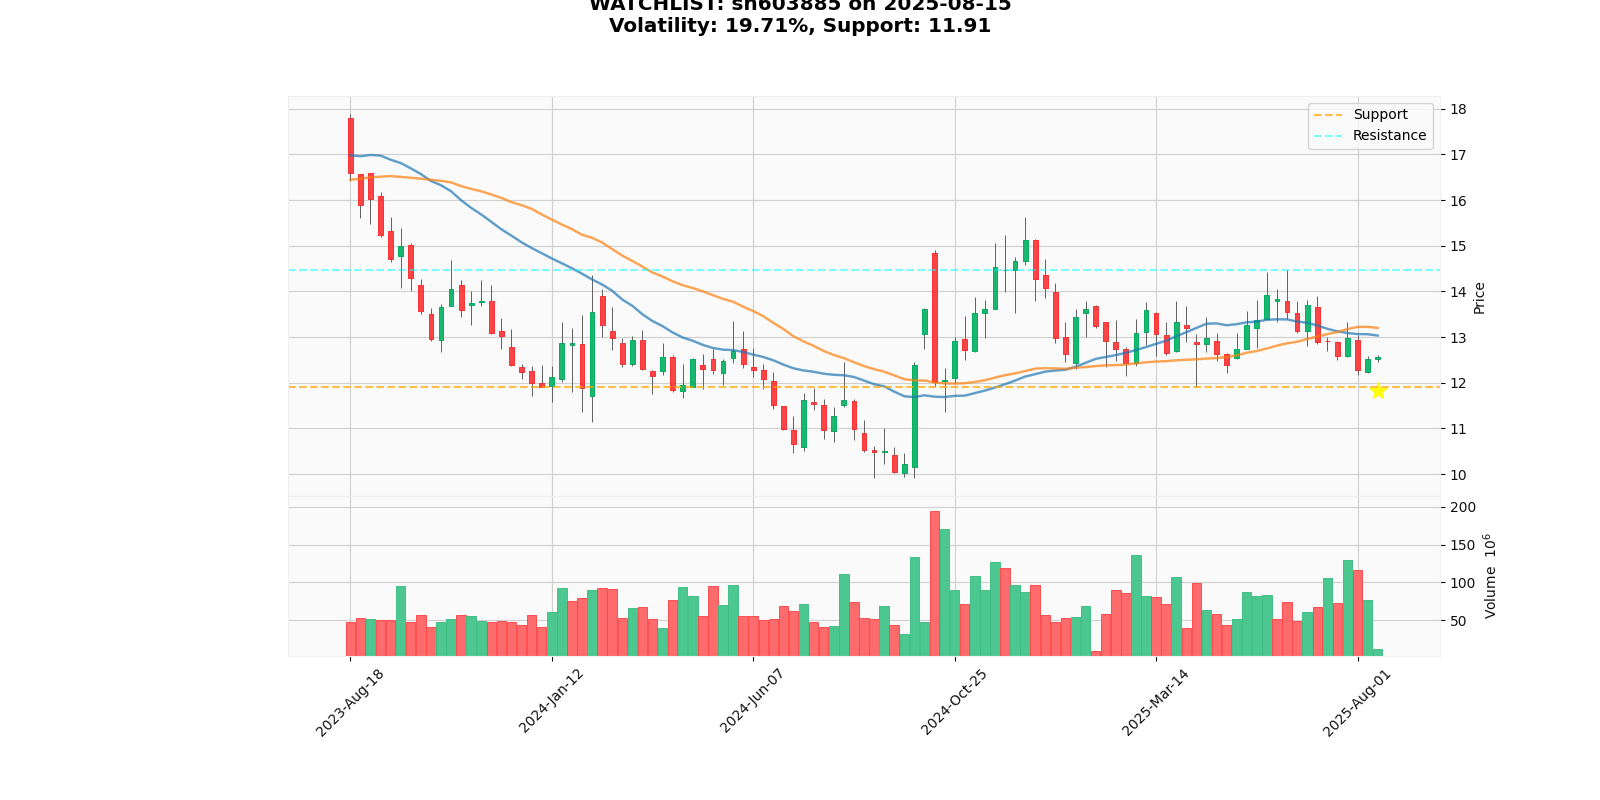 WATCHLIST: sh603885 on 2025-08-15
Volatility: 19.71%, Support: 11.91
Support
Resistance
18
17
16
15
14
13
12
11
10
Price
200
150
100
50
Volume 10^6
2023-Aug-18
2024-Jan-12
2024-Jun-07
2024-Oct-25
2025-Mar-14
2025-Aug-01